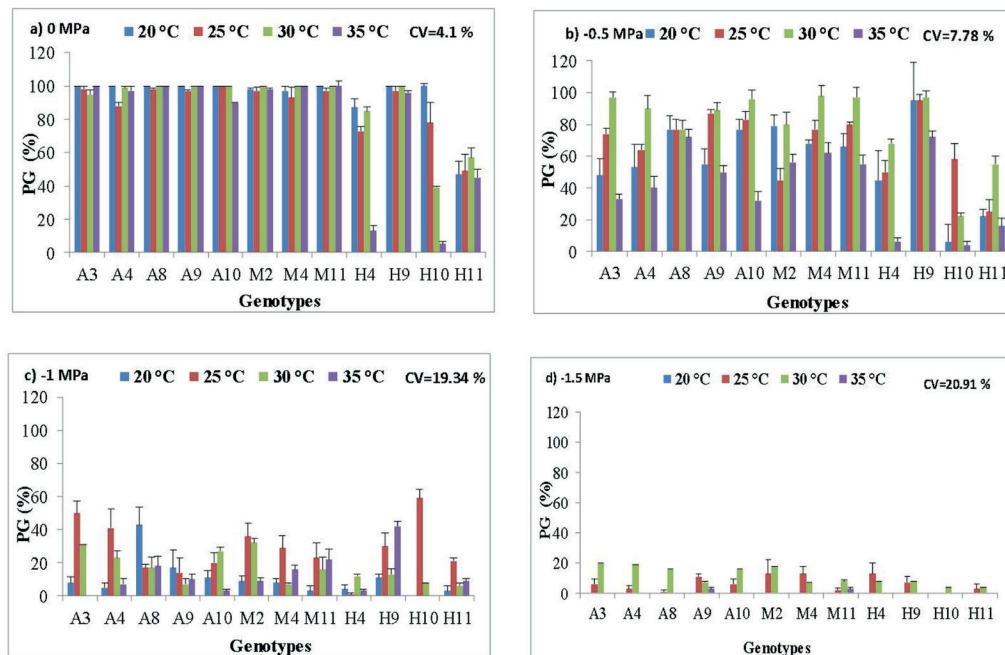 a) 0 MPa 20 °C 25 °C 30 °C 35 °C CV=4.1 %
120
100
80
60
40
20
0
PG (%)
A3 A4 A8 A9 A10 M2 M4 M11 H4 H9 H10 H11
Genotypes
b) -0.5 MPa 20 °C 25 °C 30 °C 35 °C CV=7.78 %
120
100
80
60
40
20
0
PG (%)
A3 A4 A8 A9 A10 M2 M4 M11 H4 H9 H10 H11
Genotypes
c) -1 MPa 20 °C 25 °C 30 °C 35 °C CV=19.34 %
120
100
80
60
40
20
0
PG (%)
A3 A4 A8 A9 A10 M2 M4 M11 H4 H9 H10 H11
Genotypes
d) -1.5 MPa 20 °C 25 °C 30 °C 35 °C CV=20.91 %
120
100
80
60
40
20
0
PG (%)
A3 A4 A8 A9 A10 M2 M4 M11 H4 H9 H10 H11
Genotypes